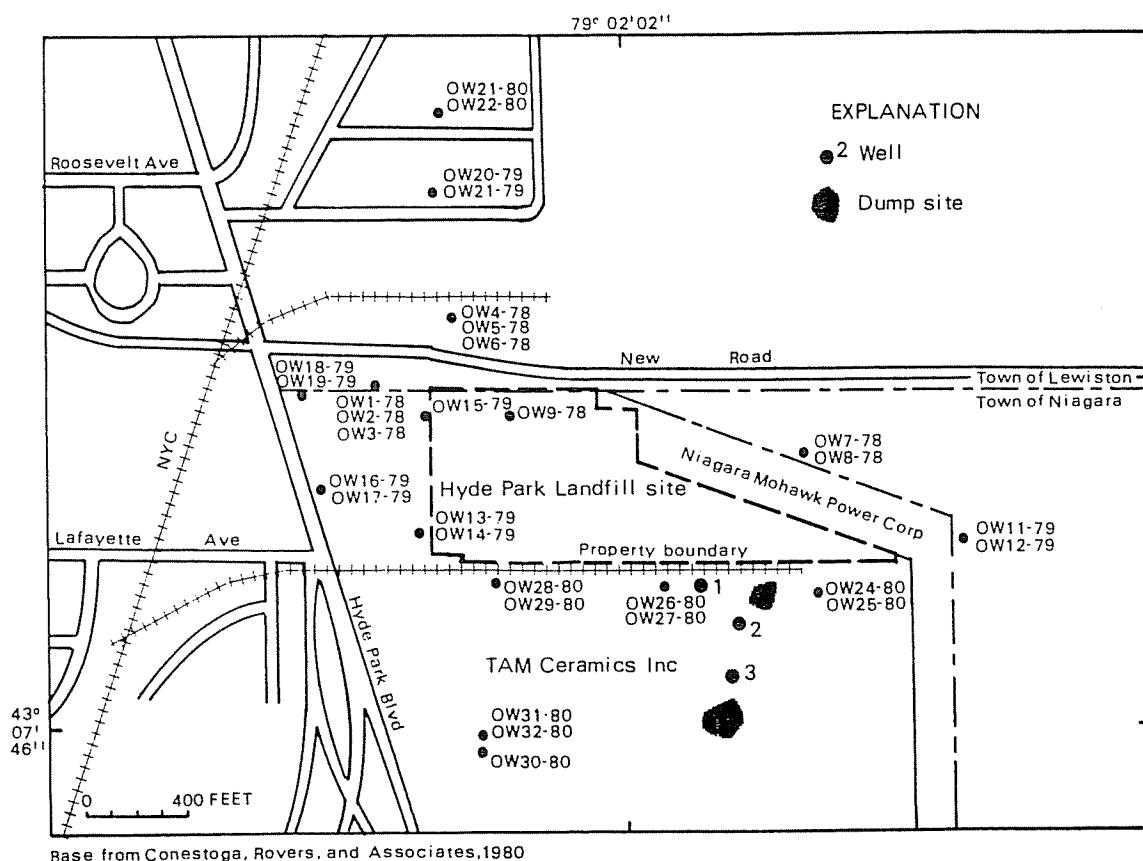 79° 02'02"
OW21-80
OW22-80
EXPLANATION
2 Well
Dump site
Roosevelt Ave
OW20-79
OW21-79
OW4-78
OW5-78
OW6-78
New Road
Town of Lewiston
Town of Niagara
OW18-79
OW19-79
OW1-78
OW2-78
OW3-78
OW15-79
OW9-78
OW7-78
OW8-78
NYC
Niagara Mohawk Power Corp
OW16-79
OW17-79
Hyde Park Landfill site
OW13-79
OW14-79
OW11-79
OW12-79
Lafayette Ave
Property boundary
OW28-80
OW29-80
OW26-80
OW27-80
1
OW24-80
OW25-80
2
Hyde Park Blvd
TAM Ceramics Inc
3
43°
07'
46"
OW31-80
OW32-80
OW30-80
0 400 FEET
Base from Conestoga, Rovers, and Associates,1980